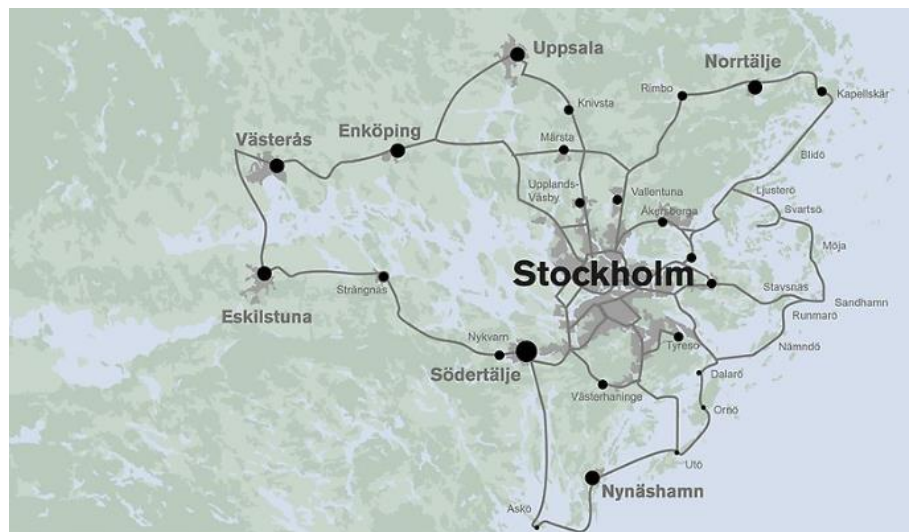 Uppsala
Norrtälje
Rimbo
Kapellskär
Knivsta
Västerås
Enköping
Märsta
Blidö
Upplands-
Väsby
Vallentuna
Ljusterö
Åkersberga
Svartsö
Möja
Stockholm
Eskilstuna
Strängnäs
Stavsnäs
Sandhamn
Runmarö
Nykvarn
Södertälje
Tyresö
Nämndö
Dalarö
Västerhaninge
Ornö
Utö
Nynäshamn
Askö